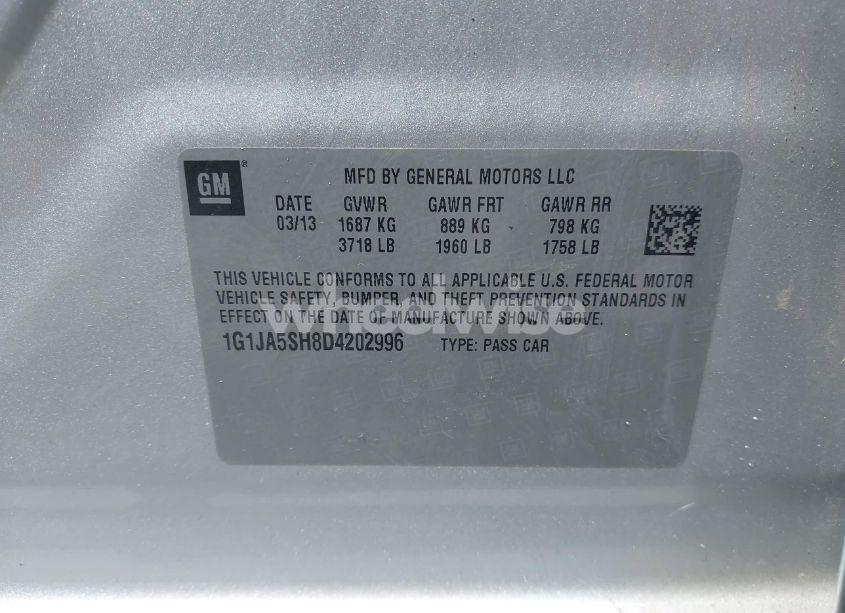 GM
MFD BY GENERAL MOTORS LLC
DATE GVWR GAWR FRT GAWR RR
03/13 1687 KG 889 KG 798 KG
3718 LB 1960 LB 1758 LB
THIS VEHICLE CONFORMS TO ALL APPLICABLE U.S. FEDERAL MOTOR
VEHICLE SAFETY, BUMPER, AND THEFT PREVENTION STANDARDS IN
EFFECT ON THE DATE OF MANUFACTURE SHOWN ABOVE.
wheelwise
1G1JA5SH8D4202996 TYPE: PASS CAR